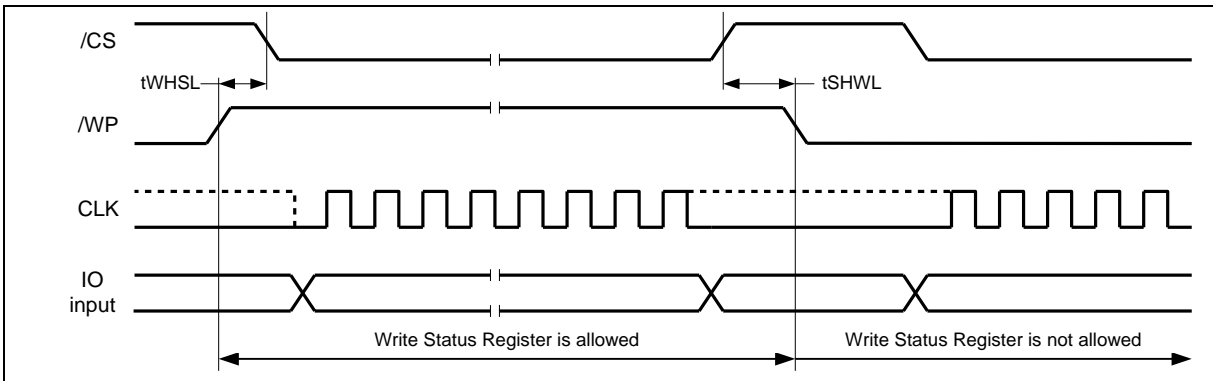 /CS
tWHSL
tSHWL
/WP
CLK
IO
input
Write Status Register is allowed
Write Status Register is not allowed